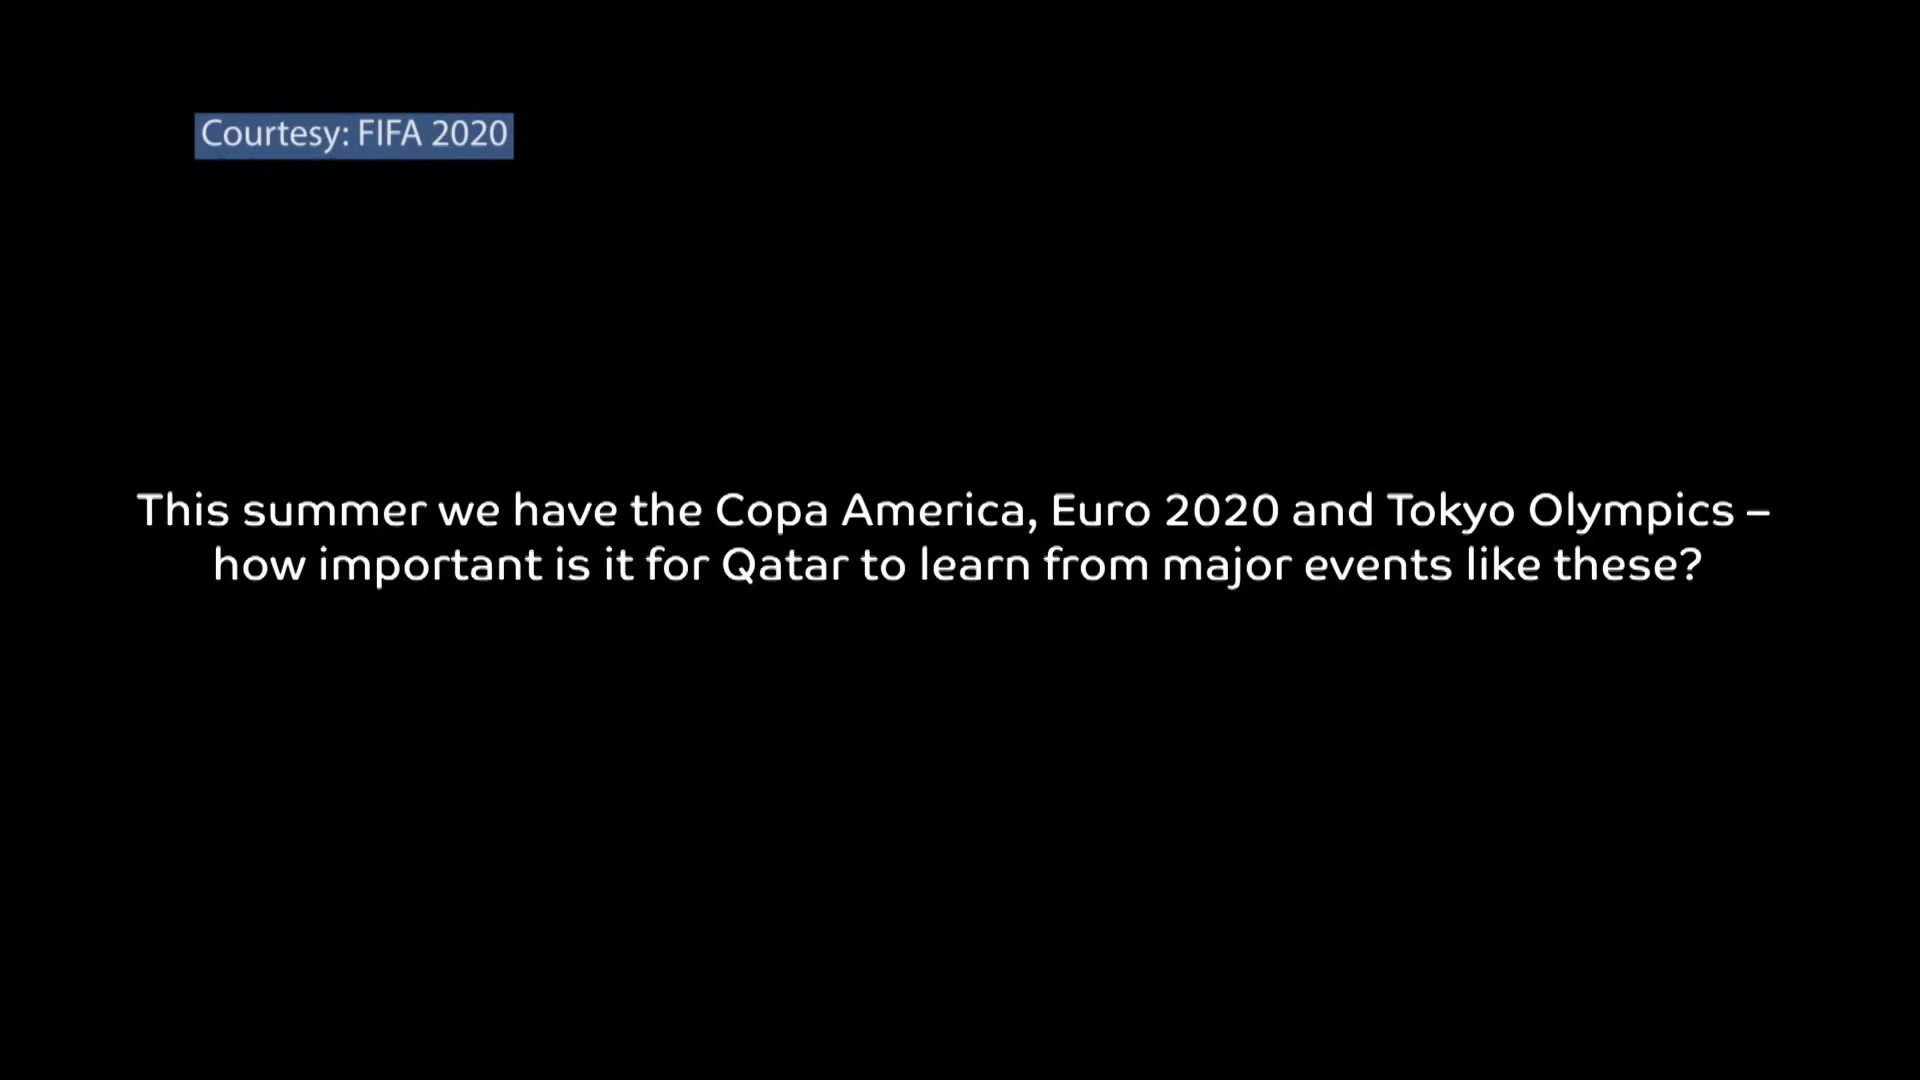 Courtesy: FIFA 2020
This summer we have the Copa America, Euro 2020 and Tokyo Olympics –
how important is it for Qatar to learn from major events like these?